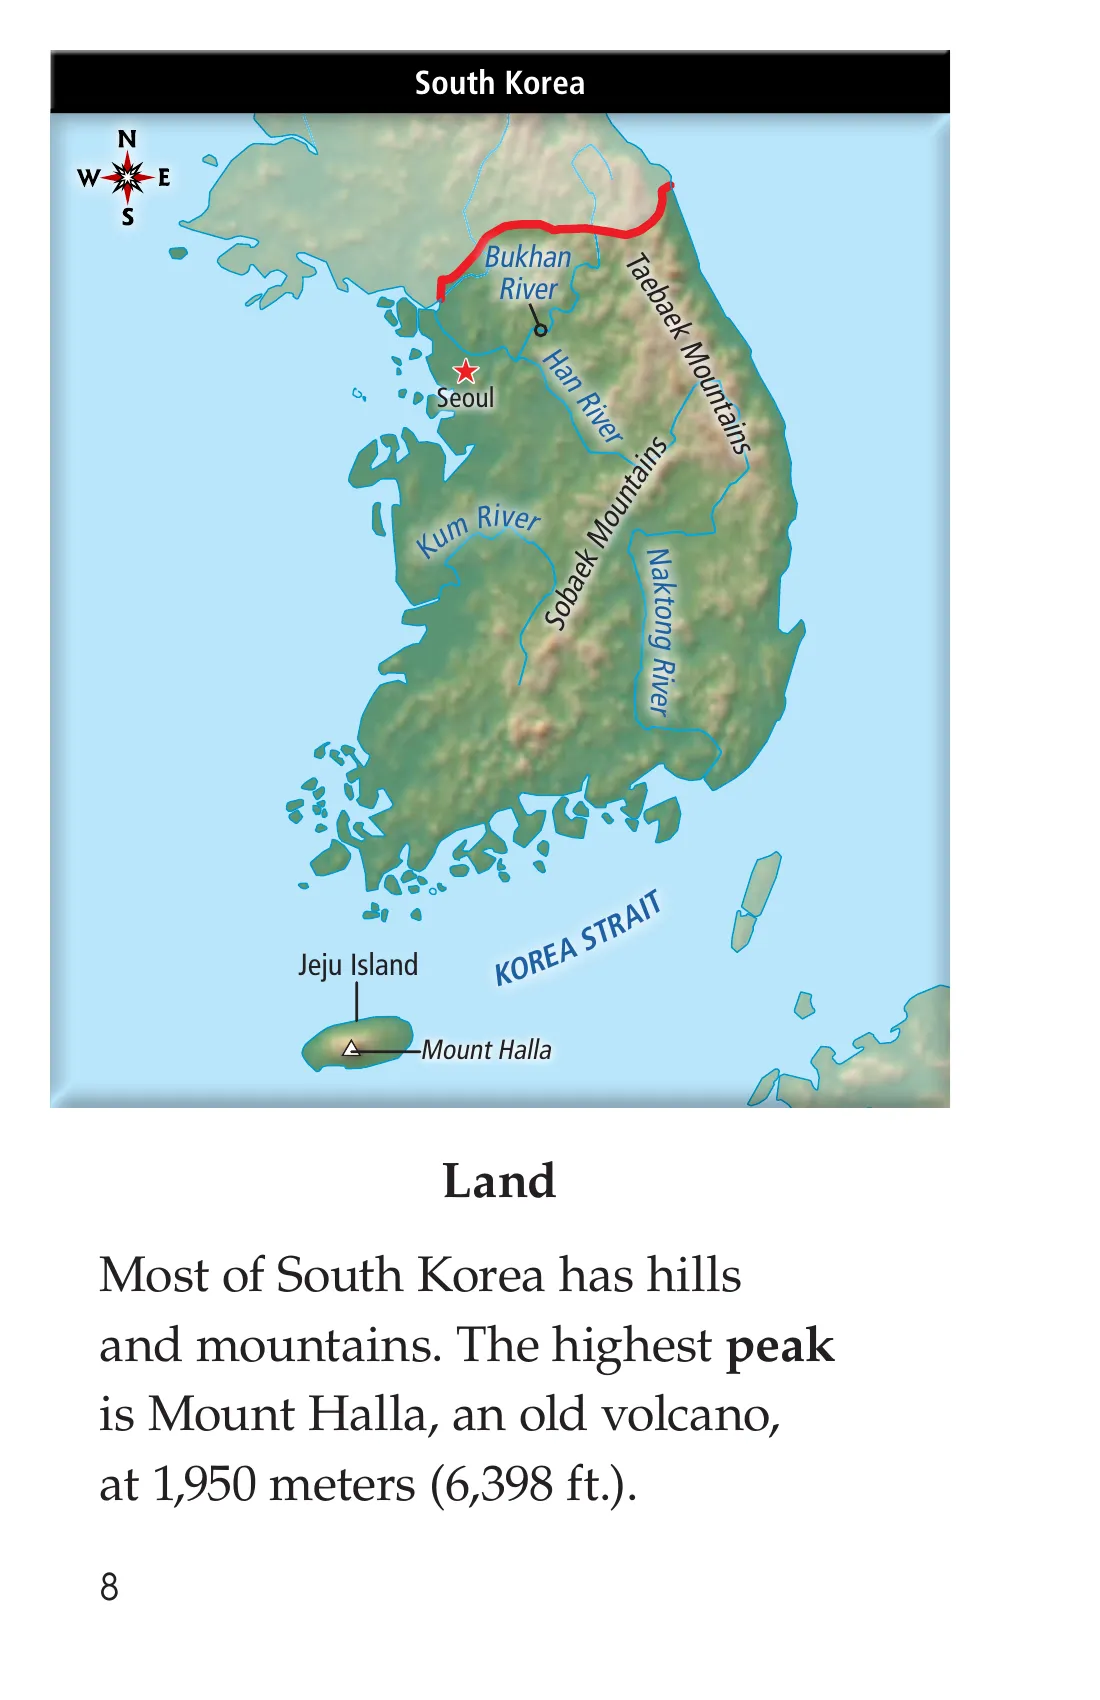 South Korea
N
W E
S
Bukhan
River
Taebaek Mountains
Han River
Seoul
Sobaek Mountains
Kum River
Naktong River
KOREA STRAIT
Jeju Island
Mount Halla
Land
Most of South Korea has hills
and mountains. The highest peak
is Mount Halla, an old volcano,
at 1,950 meters (6,398 ft.).
8